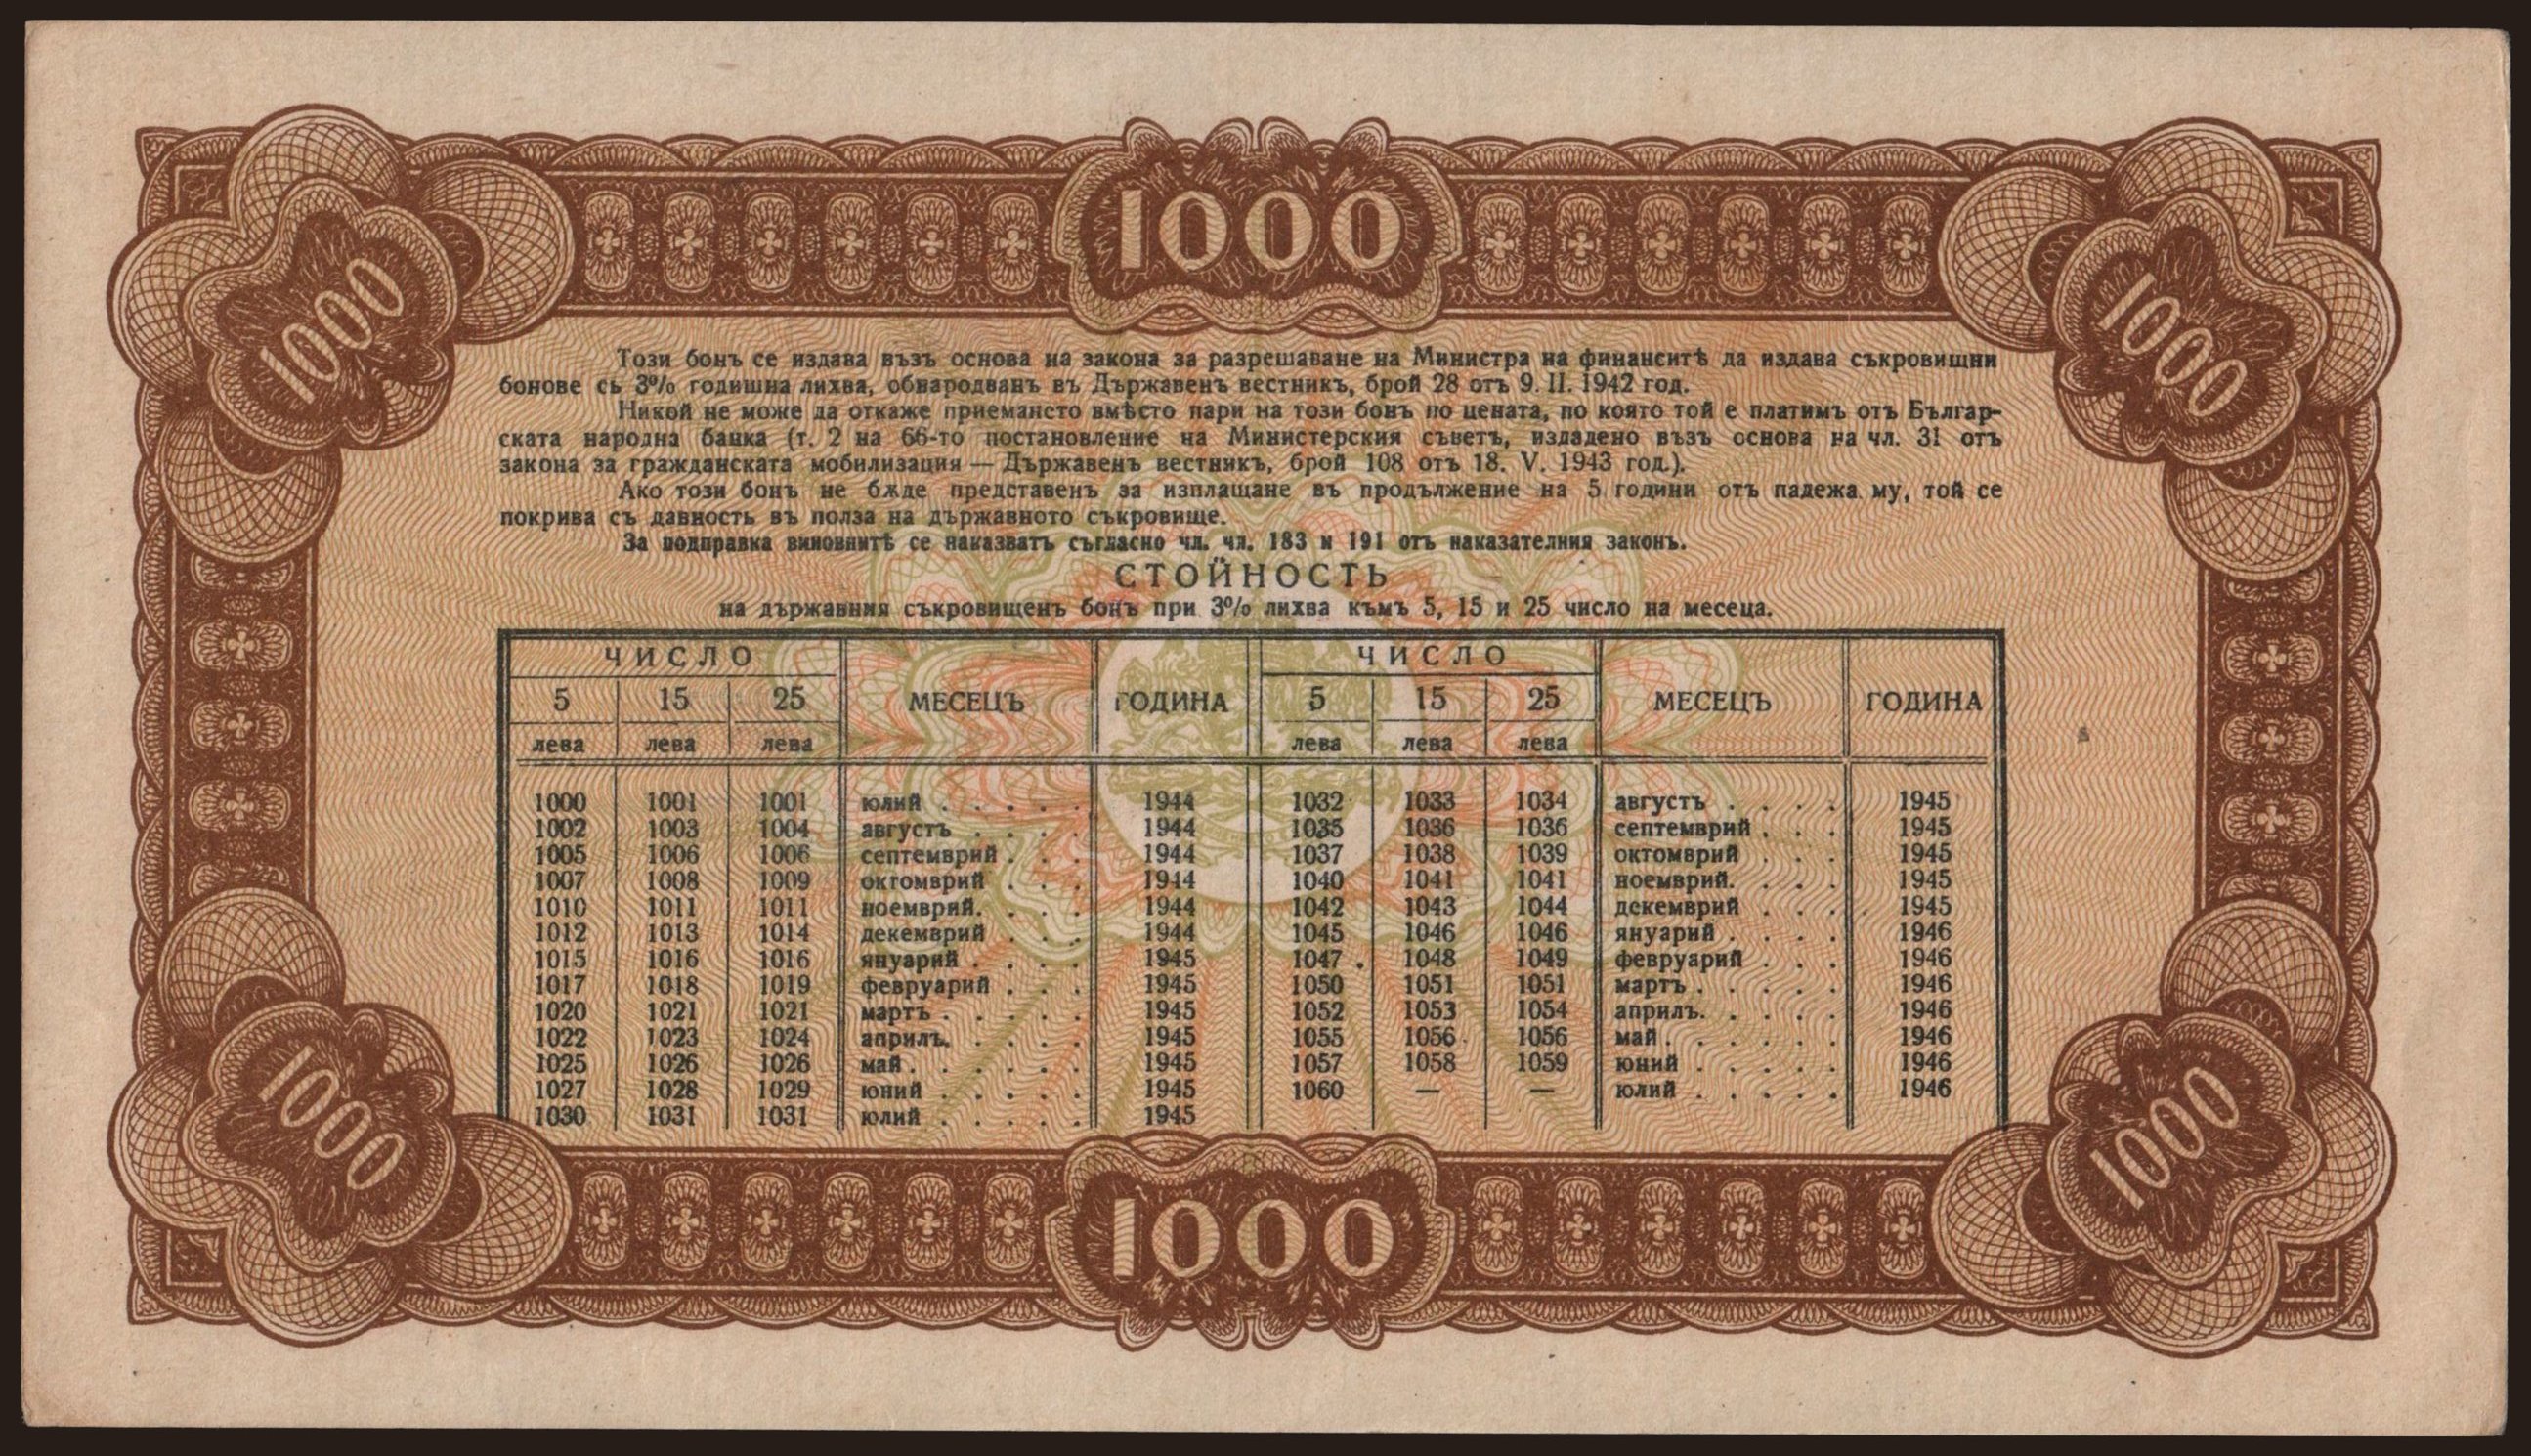 1000
1000
1000
Този бонъ се издава възъ основа на закона за разрешаване на Министра на финанситѣ да издава съкровищни
бонове съ 3% годишна лихва, обнародванъ въ Държавенъ вестникъ, брой 28 отъ 9. II. 1942 год.
Никой не може да откаже приемането вмѣсто пари на този бонъ по цената, по която той е платимъ отъ Българ-
ската народна банка (т. 2 на 66-то постановление на Министерския съветъ, издадено възъ основа на чл. 31 отъ
закона за гражданската мобилизация — Държавенъ вестникъ, брой 108 отъ 18. V. 1943 год.).
Ако този бонъ не бѫде представенъ за изплащане въ продължение на 5 години отъ падежа му, той се
покрива съ давность въ полза на държавното съкровище.
За подправка виновнитѣ се наказватъ съгласно чл. чл. 183 и 191 отъ наказателния законъ.
СТОЙНОСТЬ
на държавния съкровищенъ бонъ при 3% лихва къмъ 5, 15 и 25 число на месеца.
ЧИСЛО ЧИСЛО
5 15 25 МЕСЕЦЪ ГОДИНА 5 15 25 МЕСЕЦЪ ГОДИНА
лева лева лева лева лева лева
1000 1001 1001 юлий . . . . . 1944 1032 1033 1034 августъ . . . . 1945
1002 1003 1004 августъ . . . . 1944 1035 1036 1036 септемврий . . . 1945
1005 1006 1006 септемврий . . . 1944 1037 1038 1039 октомврий . . . 1945
1007 1008 1009 октомврий . . . 1944 1040 1041 1041 ноемврий. . . . 1945
1010 1011 1011 ноемврий. . . . 1944 1042 1043 1044 декемврий . . . 1945
1012 1013 1014 декемврий . . . 1944 1045 1046 1046 януарий . . . . 1946
1015 1016 1016 януарий . . . . 1945 1047 1048 1049 февруарий . . . 1946
1017 1018 1019 февруарий . . . 1945 1050 1051 1051 мартъ . . . . . 1946
1020 1021 1021 мартъ . . . . . 1945 1052 1053 1054 априлъ. . . . . 1946
1022 1023 1024 априлъ. . . . . 1945 1055 1056 1056 май . . . . . . 1946
1025 1026 1026 май . . . . . . 1945 1057 1058 1059 юний . . . . . 1946
1027 1028 1029 юний . . . . . 1945 1060 — — юлий . . . . . 1946
1030 1031 1031 юлий . . . . . 1945
1000
1000
1000